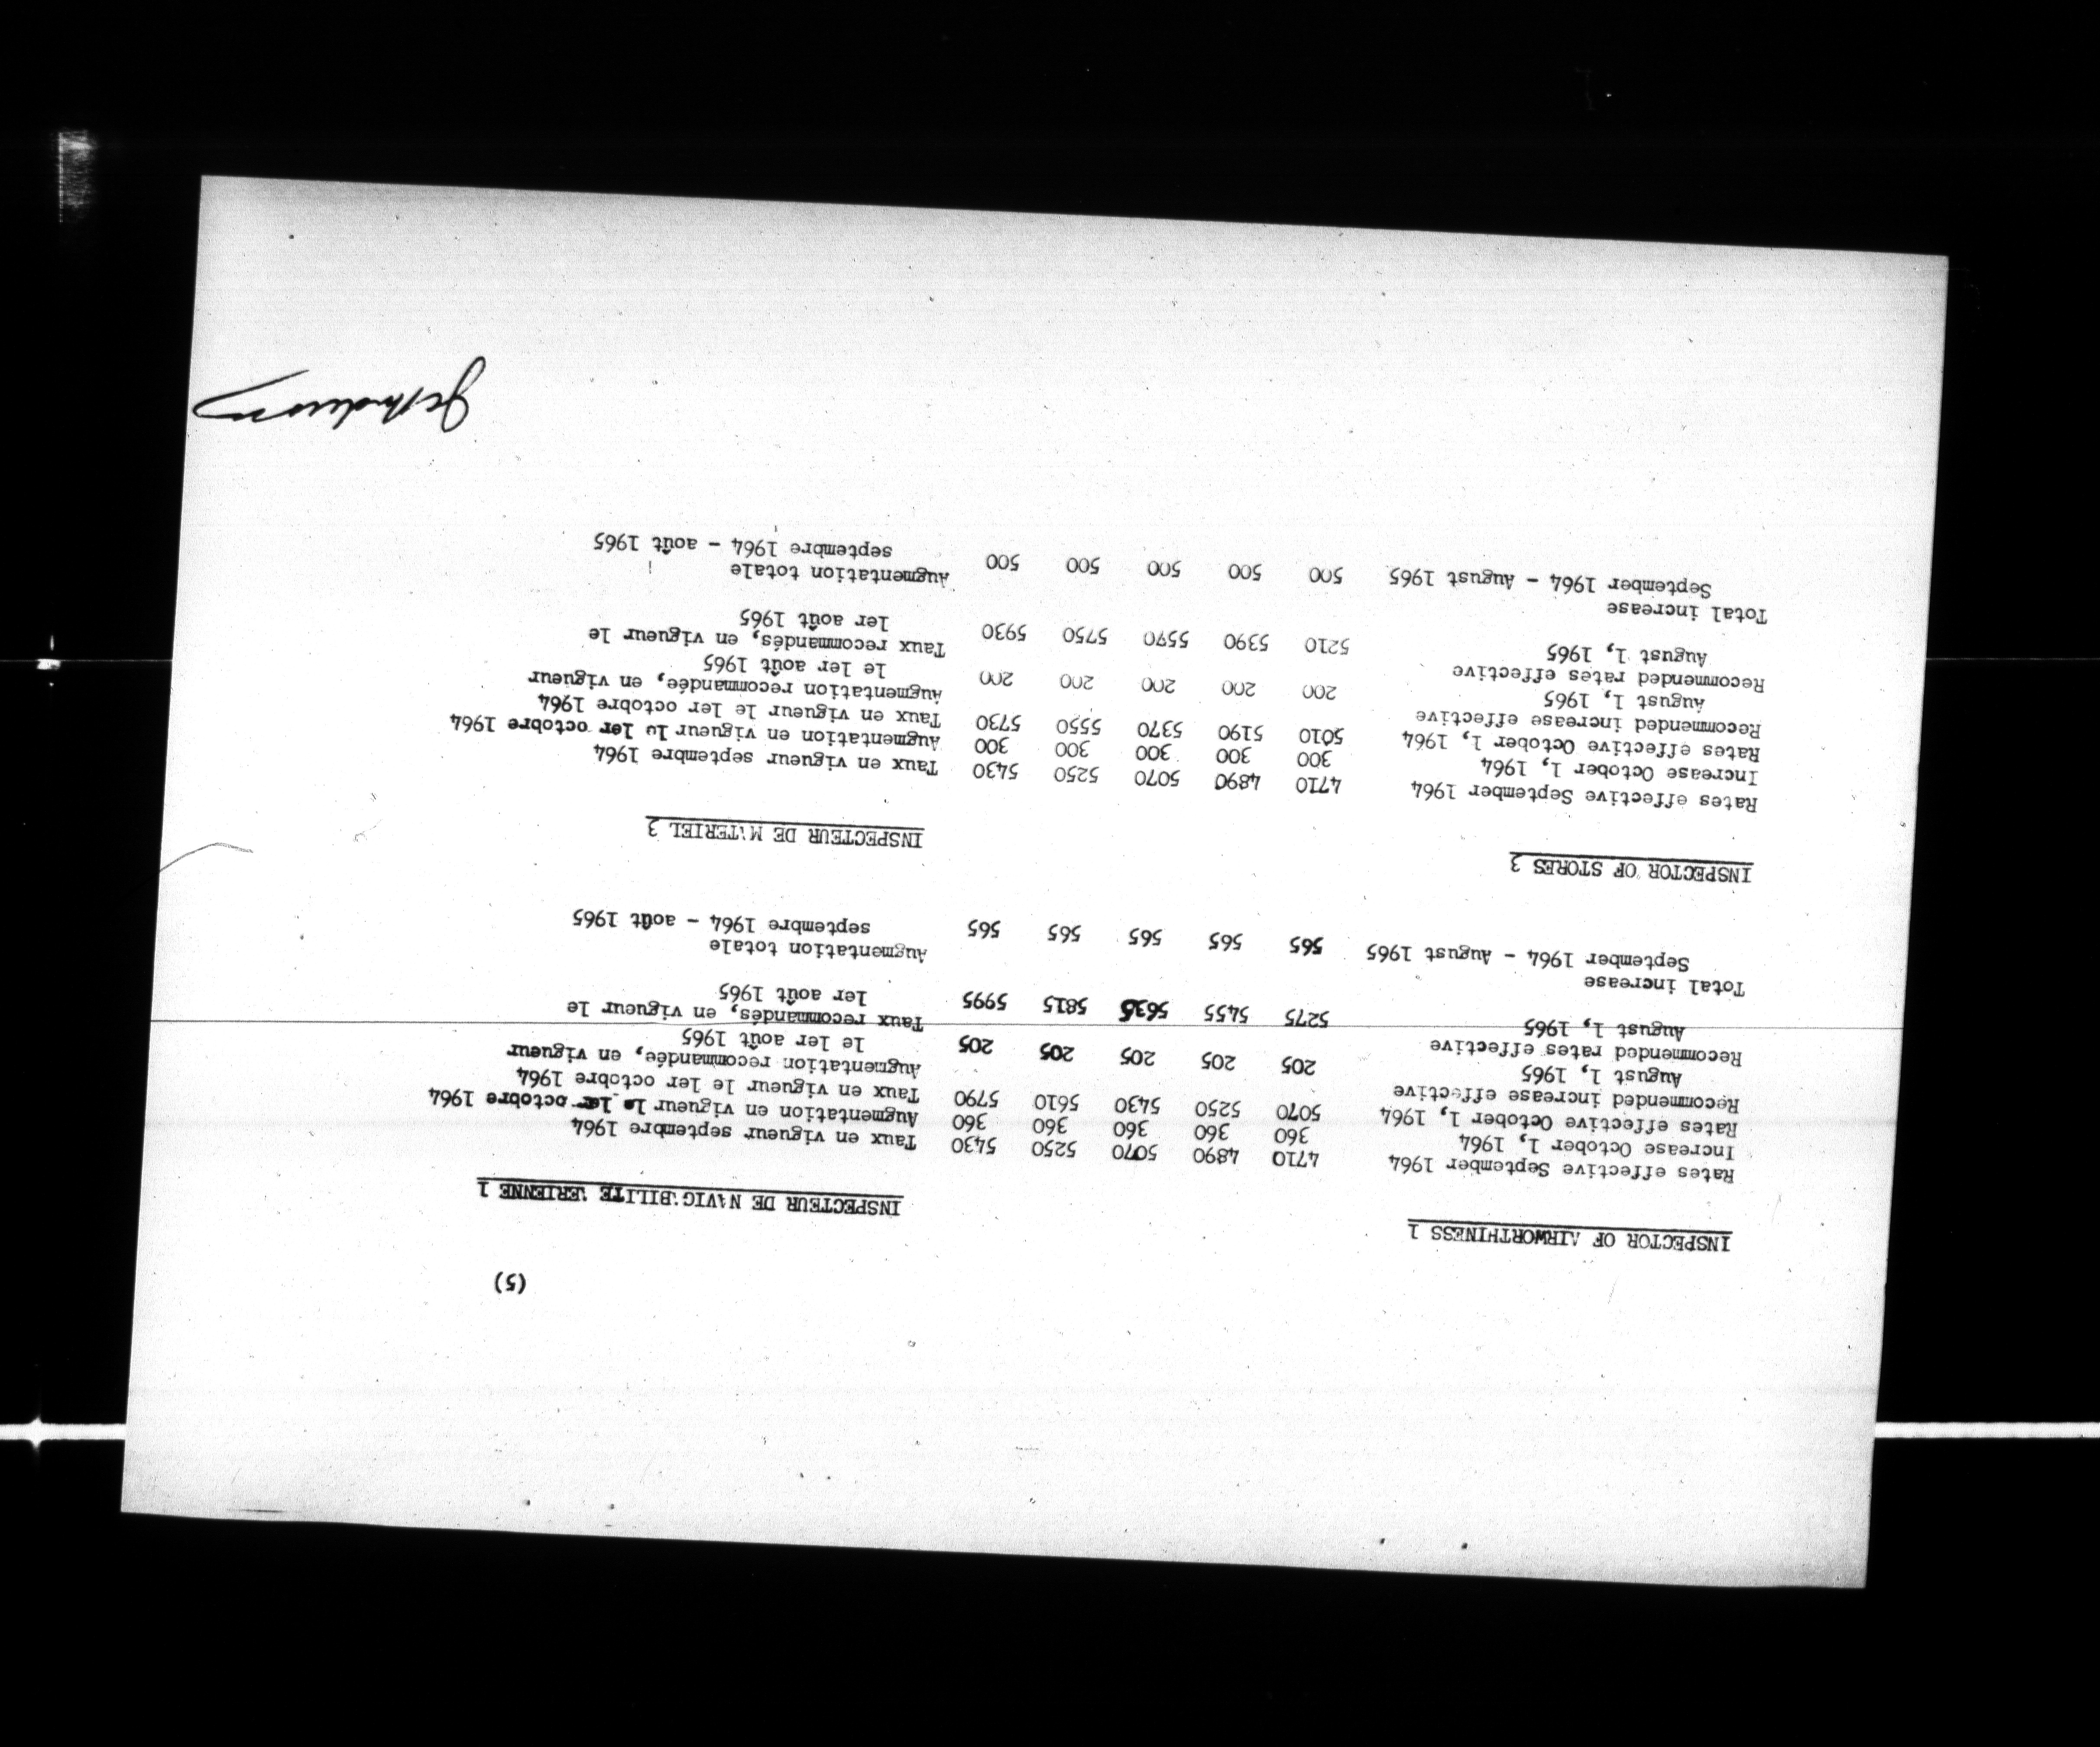 (5)
INSPECTOR OF AIRWORTHINESS 1 INSPECTEUR DE NAVIGABILITE AERIENNE 1
Rates effective September 1964 4710 4890 5070 5250 5430 Taux en vigueur septembre 1964
Increase October 1, 1964 360 360 360 360 360 Augmentation en vigueur le 1er octobre 1964
Rates effective October 1, 1964 5070 5250 5430 5610 5790 Taux en vigueur le 1er octobre 1964
Recommended increase effective Augmentation recommandée, en vigueur
August 1, 1965 205 205 205 205 205 le 1er août 1965
Recommended rates effective Taux recommandés, en vigueur le
August 1, 1965 5275 5455 5635 5815 5995 1er août 1965
Total increase Augmentation totale
September 1964 - August 1965 565 565 565 565 565 septembre 1964 - août 1965
INSPECTOR OF STORES 3 INSPECTEUR DE MATERIEL 3
Rates effective September 1964 4710 4890 5070 5250 5430 Taux en vigueur septembre 1964
Increase October 1, 1964 300 300 300 300 300 Augmentation en vigueur le 1er octobre 1964
Rates effective October 1, 1964 5010 5190 5370 5550 5730 Taux en vigueur le 1er octobre 1964
Recommended increase effective Augmentation recommandée, en vigueur
August 1, 1965 200 200 200 200 200 le 1er août 1965
Recommended rates effective Taux recommandés, en vigueur le
August 1, 1965 5210 5390 5570 5750 5930 1er août 1965
Total increase Augmentation totale
September 1964 - August 1965 500 500 500 500 500 septembre 1964 - août 1965